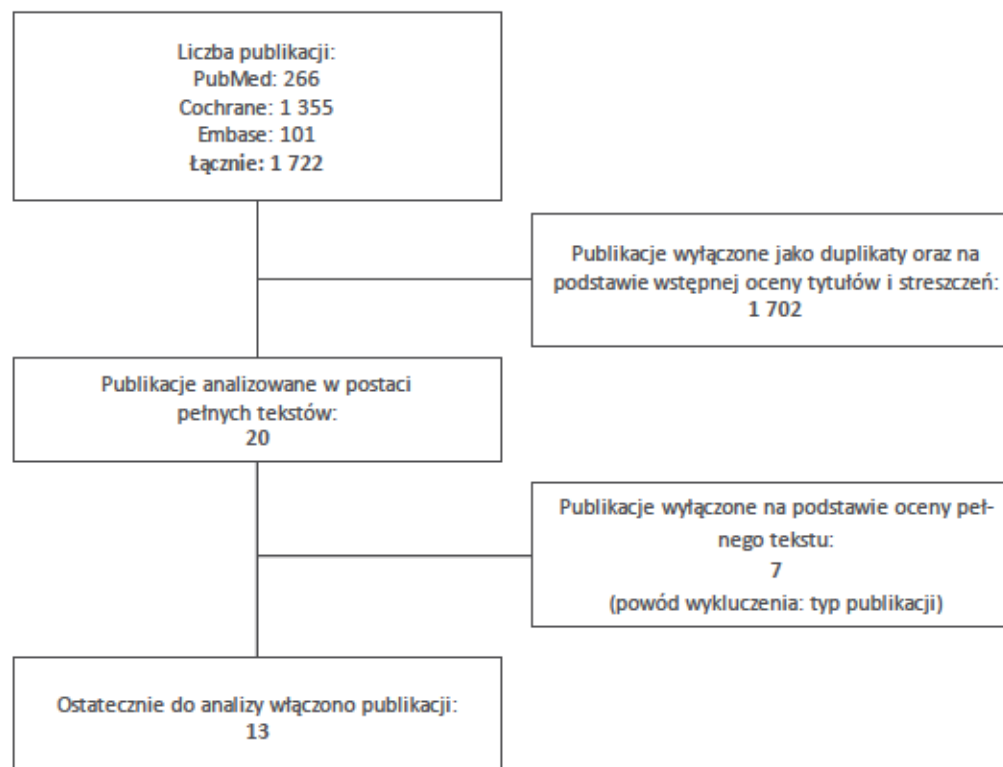 Liczba publikacji:
PubMed: 266
Cochrane: 1 355
Embase: 101
Łącznie: 1 722
Publikacje wyłączone jako duplikaty oraz na
podstawie wstępnej oceny tytułów i streszczeń:
1 702
Publikacje analizowane w postaci
pełnych tekstów:
20
Publikacje wyłączone na podstawie oceny peł-
nego tekstu:
7
(powód wykluczenia: typ publikacji)
Ostatecznie do analizy włączono publikacji:
13